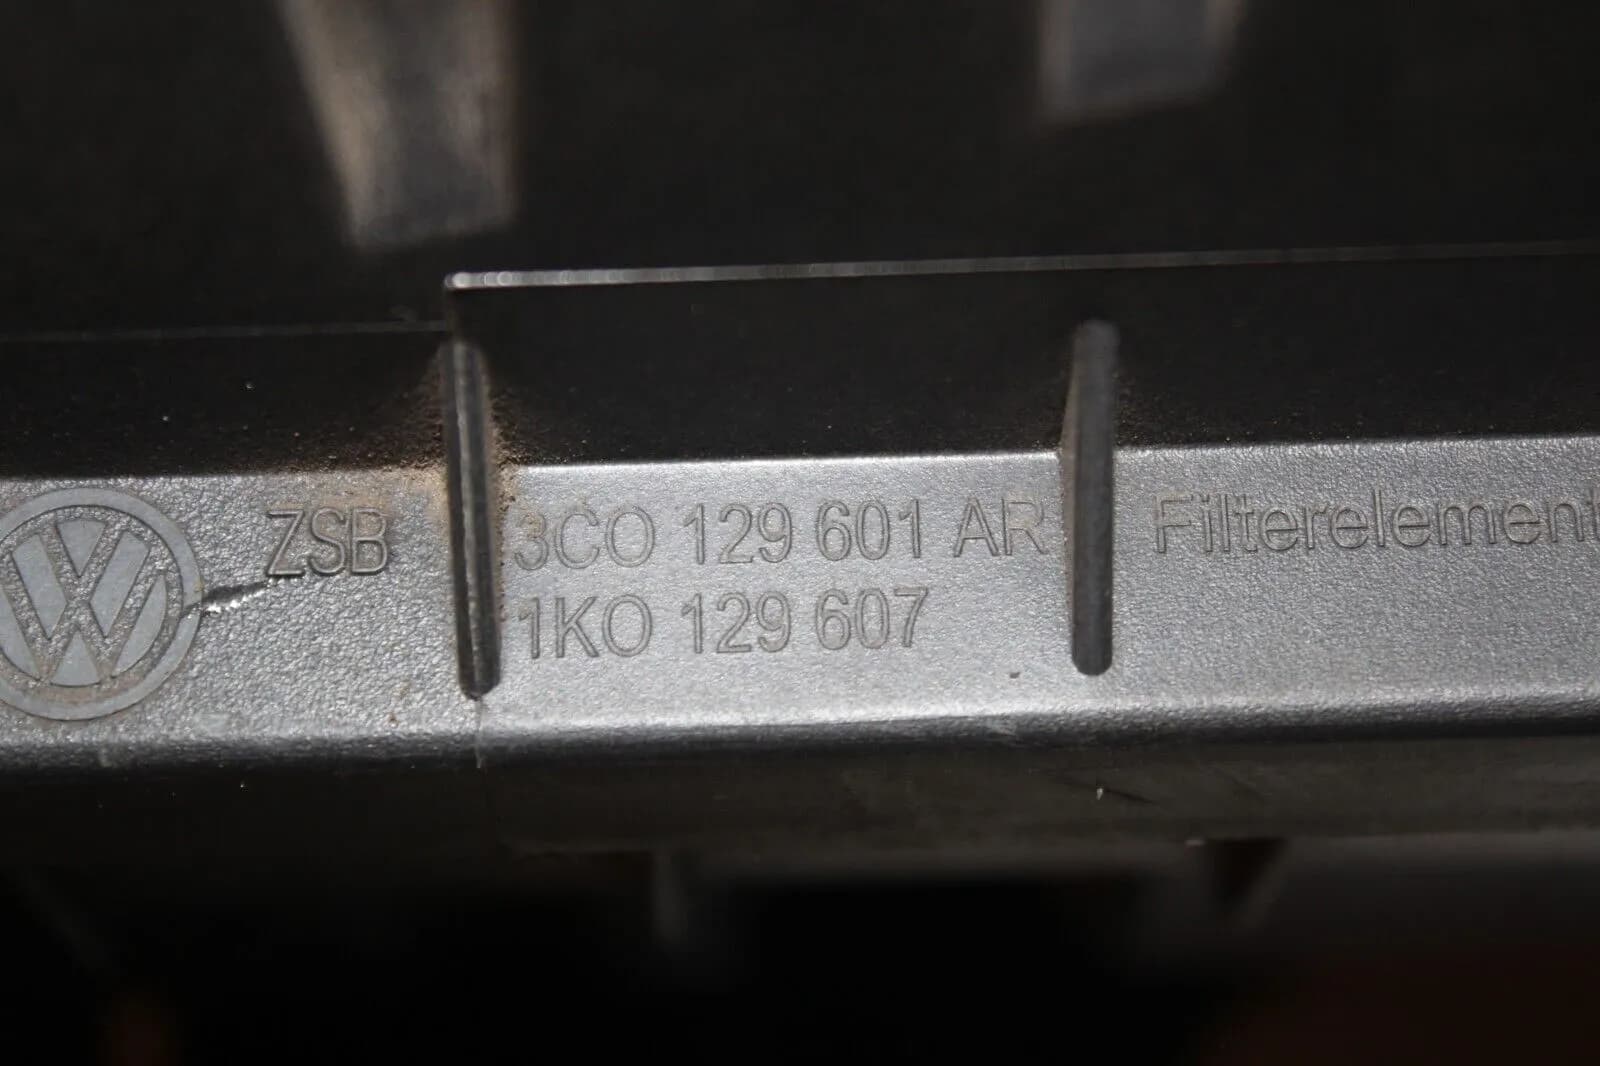 ZSB 3C0 129 601 AR Filterelement
1K0 129 607